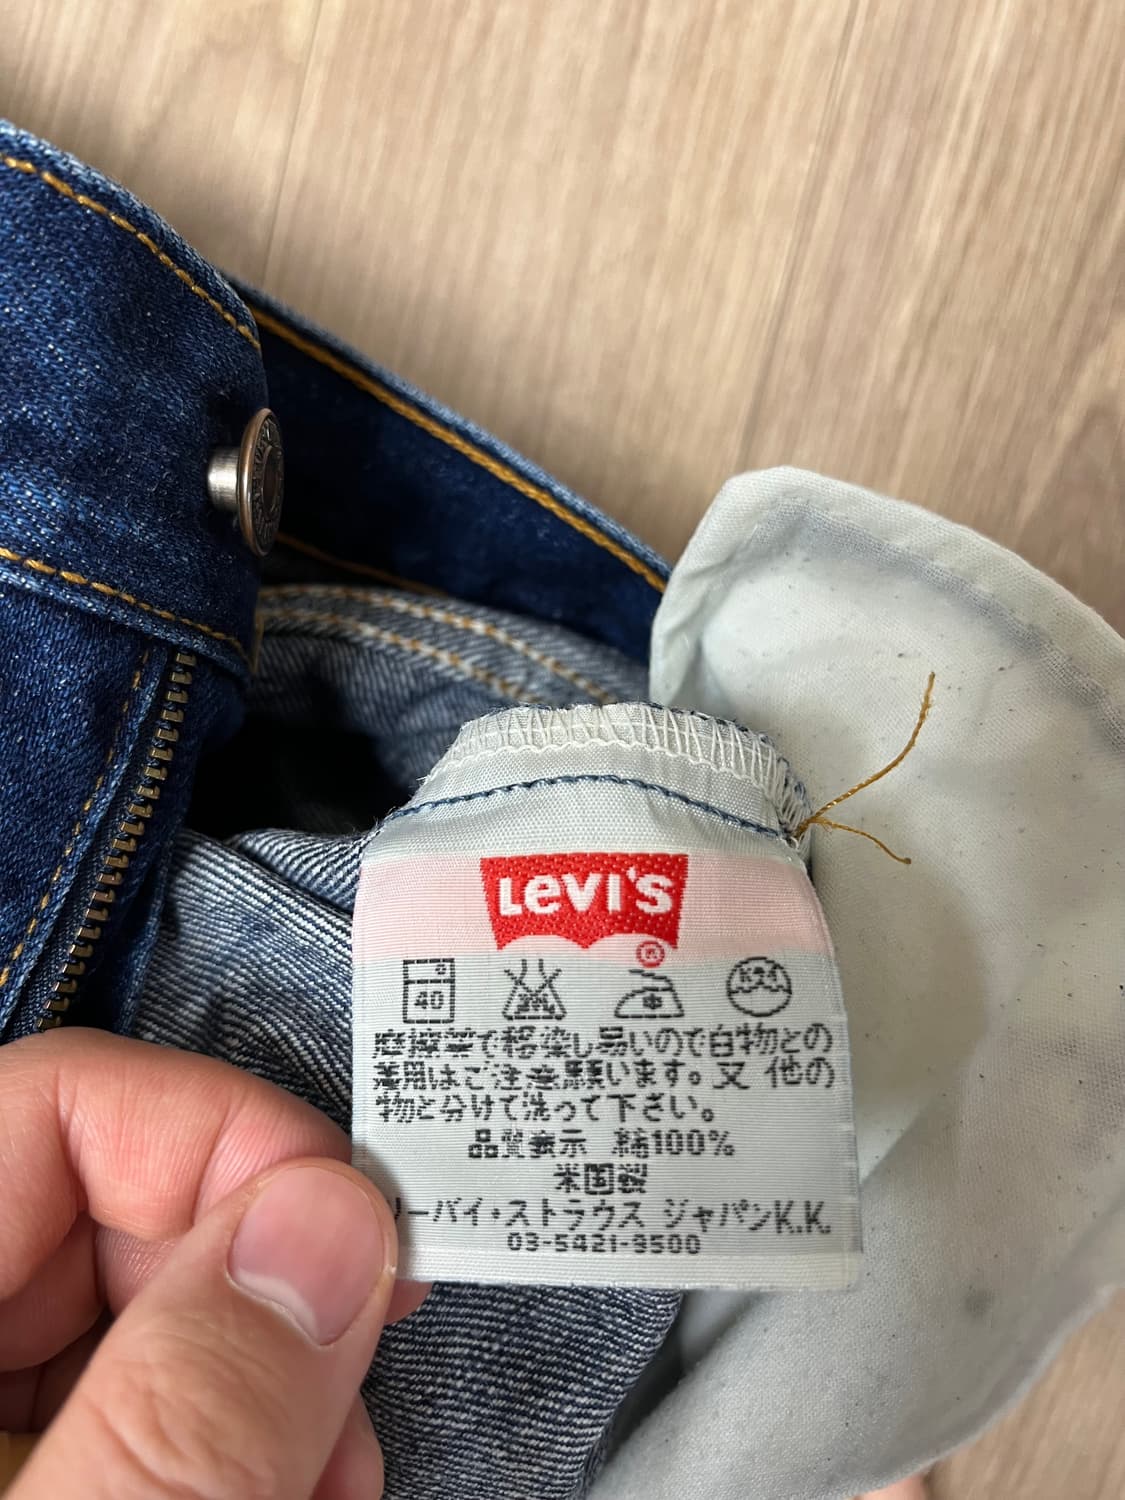 Levi's
®
40
ドライ
摩擦等で移染し易いので白物との
着用はご注意願います。又 他の
物と分けて洗って下さい。
品質表示 綿100%
米国製
リーバイ・ストラウス ジャパンK.K.
03-5421-9500